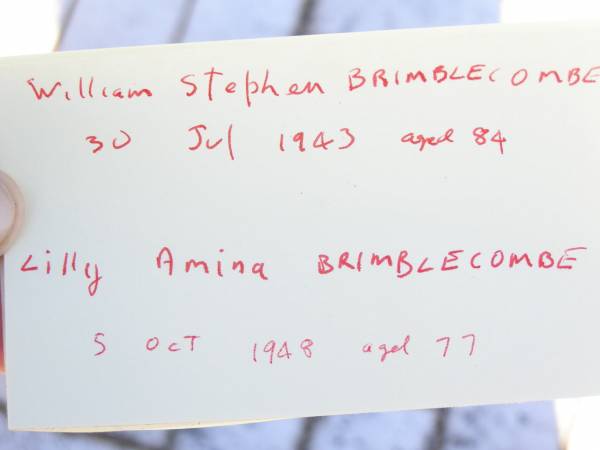 William Stephen BRIMBLECOMBE
30 Jul 1943 aged 84
Lilly Amina BRIMBLECOMBE
5 OCT 1948 aged 77